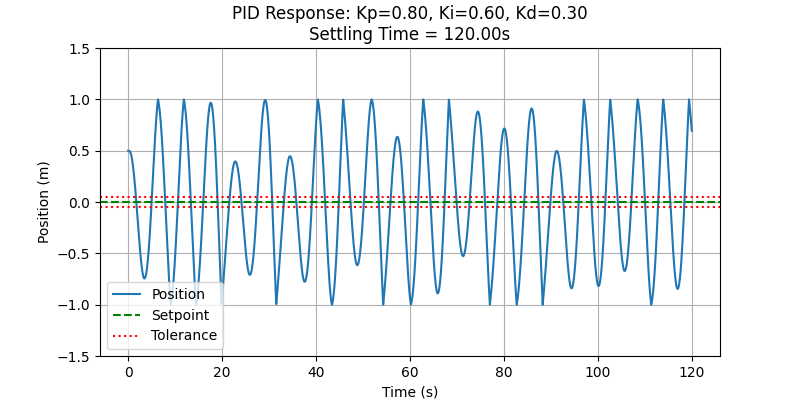 PID Response: Kp=0.80, Ki=0.60, Kd=0.30
Settling Time = 120.00s
1.5
1.0
0.5
0.0
−0.5
−1.0
−1.5
Position (m)
Position
Setpoint
Tolerance
0 20 40 60 80 100 120
Time (s)